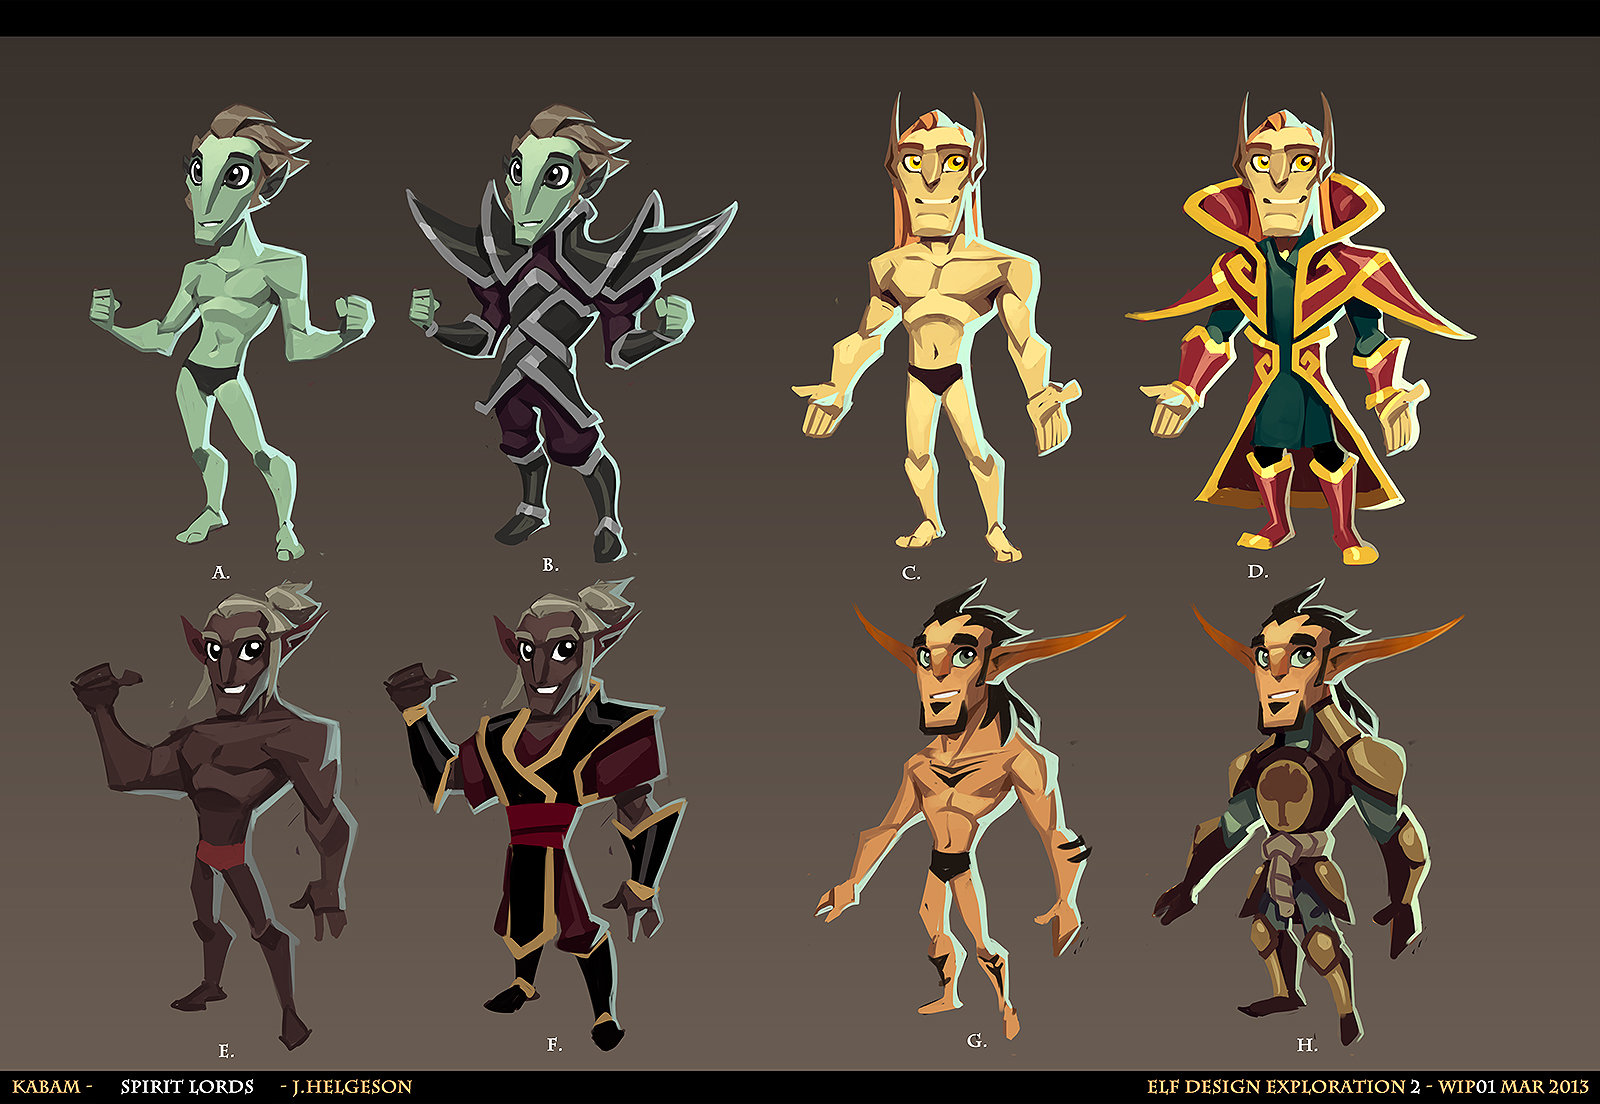 A.
B.
C.
D.
E.
F.
G.
H.
KABAM - SPIRIT LORDS - J.HELGESON
ELF DESIGN EXPLORATION 2 - WIP01 MAR 2013